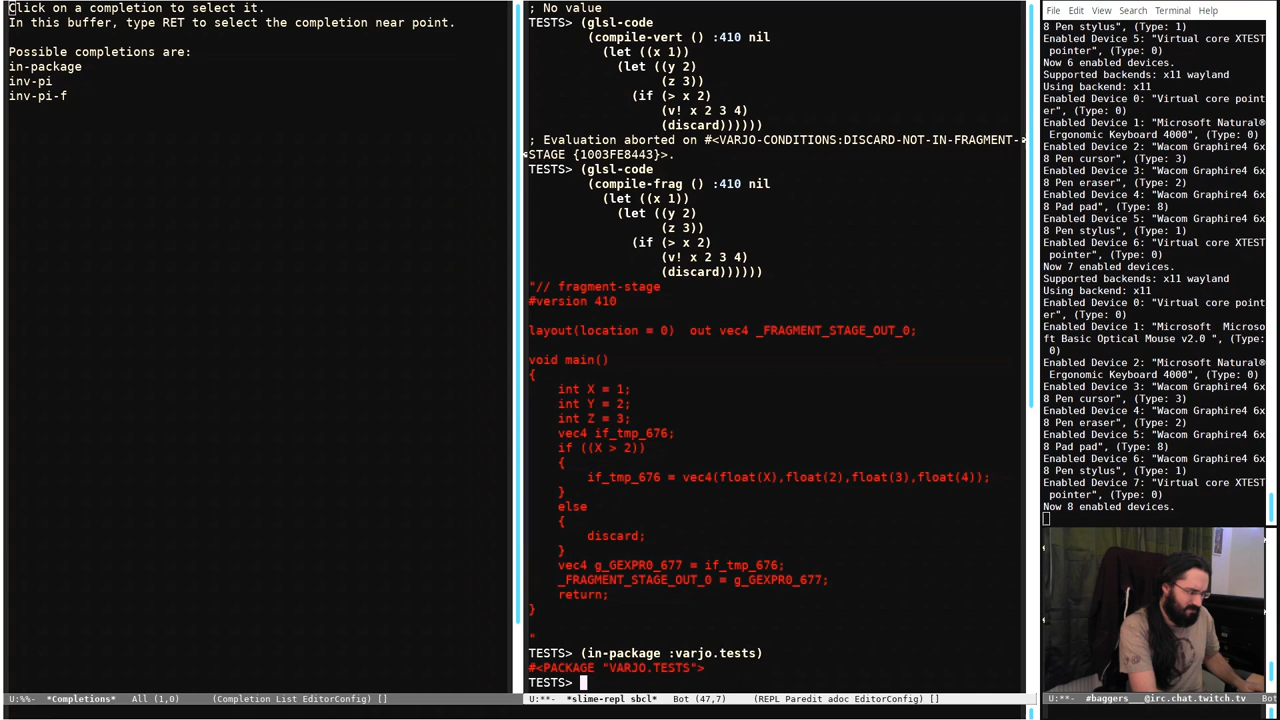 Click on a completion to select it.
In this buffer, type RET to select the completion near point.
Possible completions are:
in-package
inv-pi
inv-pi-f
U:%%-  *Completions*   All (1,0)      (Completion List EditorConfig) []
; No value
TESTS> (glsl-code
(compile-vert () :410 nil
(let ((x 1))
(let ((y 2)
(z 3))
(if (> x 2)
(v! x 2 3 4)
(discard))))))
; Evaluation aborted on #<VARJO-CONDITIONS:DISCARD-NOT-IN-FRAGMENT-
STAGE {1003FE8443}>.
TESTS> (glsl-code
(compile-frag () :410 nil
(let ((x 1))
(let ((y 2)
(z 3))
(if (> x 2)
(v! x 2 3 4)
(discard))))))
"// fragment-stage
#version 410
layout(location = 0)  out vec4 _FRAGMENT_STAGE_OUT_0;
void main()
{
int X = 1;
int Y = 2;
int Z = 3;
vec4 if_tmp_676;
if ((X > 2))
{
if_tmp_676 = vec4(float(X),float(2),float(3),float(4));
}
else
{
discard;
}
vec4 g_GEXPR0_677 = if_tmp_676;
_FRAGMENT_STAGE_OUT_0 = g_GEXPR0_677;
return;
}
"
TESTS> (in-package :varjo.tests)
#<PACKAGE "VARJO.TESTS">
TESTS>
U:**-  *slime-repl sbcl*   Bot (47,7)     (REPL Paredit adoc EditorConfig) []
File Edit View Search Terminal Help
8 Pen stylus", (Type: 1)
Enabled Device 5: "Virtual core XTEST
pointer", (Type: 0)
Now 6 enabled devices.
Supported backends: x11 wayland
Using backend: x11
Enabled Device 0: "Virtual core point
er", (Type: 0)
Enabled Device 1: "Microsoft Natural®
Ergonomic Keyboard 4000", (Type: 0)
Enabled Device 2: "Wacom Graphire4 6x
8 Pen cursor", (Type: 3)
Enabled Device 3: "Wacom Graphire4 6x
8 Pen eraser", (Type: 2)
Enabled Device 4: "Wacom Graphire4 6x
8 Pad pad", (Type: 8)
Enabled Device 5: "Wacom Graphire4 6x
8 Pen stylus", (Type: 1)
Enabled Device 6: "Virtual core XTEST
pointer", (Type: 0)
Now 7 enabled devices.
Supported backends: x11 wayland
Using backend: x11
Enabled Device 0: "Virtual core point
er", (Type: 0)
Enabled Device 1: "Microsoft  Microso
ft Basic Optical Mouse v2.0 ", (Type:
0)
Enabled Device 2: "Microsoft Natural®
Ergonomic Keyboard 4000", (Type: 0)
Enabled Device 3: "Wacom Graphire4 6x
8 Pen cursor", (Type: 3)
Enabled Device 4: "Wacom Graphire4 6x
8 Pen eraser", (Type: 2)
Enabled Device 5: "Wacom Graphire4 6x
8 Pad pad", (Type: 8)
Enabled Device 6: "Wacom Graphire4 6x
8 Pen stylus", (Type: 1)
Enabled Device 7: "Virtual core XTEST
pointer", (Type: 0)
Now 8 enabled devices.
U:**-  #baggers___@irc.chat.twitch.tv     Bot